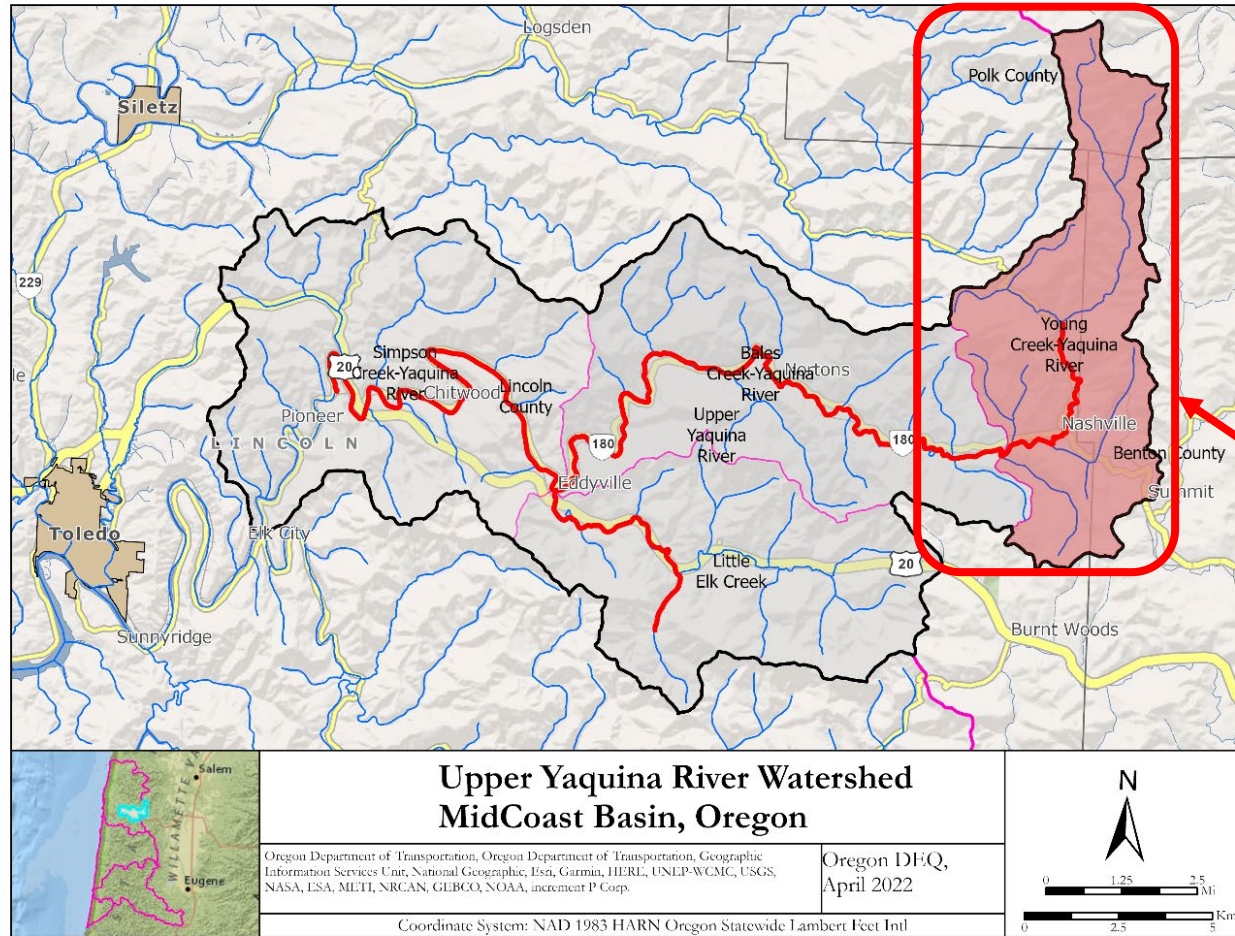 Logsden
Polk County
Siletz
229
Young
Creek-Yaquina
River
20
Simpson
Creek-Yaquina
River
Chitwood
Lincoln
County
Bales
Creek-Yaquina
River
Nortons
Pioneer
Upper
Yaquina
River
Nashville
LINCOLN
180
180
Benton County
Eddyville
Summit
Toledo
Elk City
Little
Elk Creek
20
Sunnyridge
Burnt Woods
Salem
WILLAMETTE VA
Eugene
Upper Yaquina River Watershed
MidCoast Basin, Oregon
Oregon Department of Transportation, Oregon Department of Transportation, Geographic
Information Services Unit, National Geographic, Esri, Garmin, HERE, UNEP-WCMC, USGS,
NASA, ESA, METI, NRCAN, GEBCO, NOAA, increment P Corp.
Oregon DEQ,
April 2022
Coordinate System: NAD 1983 HARN Oregon Statewide Lambert Feet Intl
N
0 1.25 2.5
Mi
Km
0 2.5 5